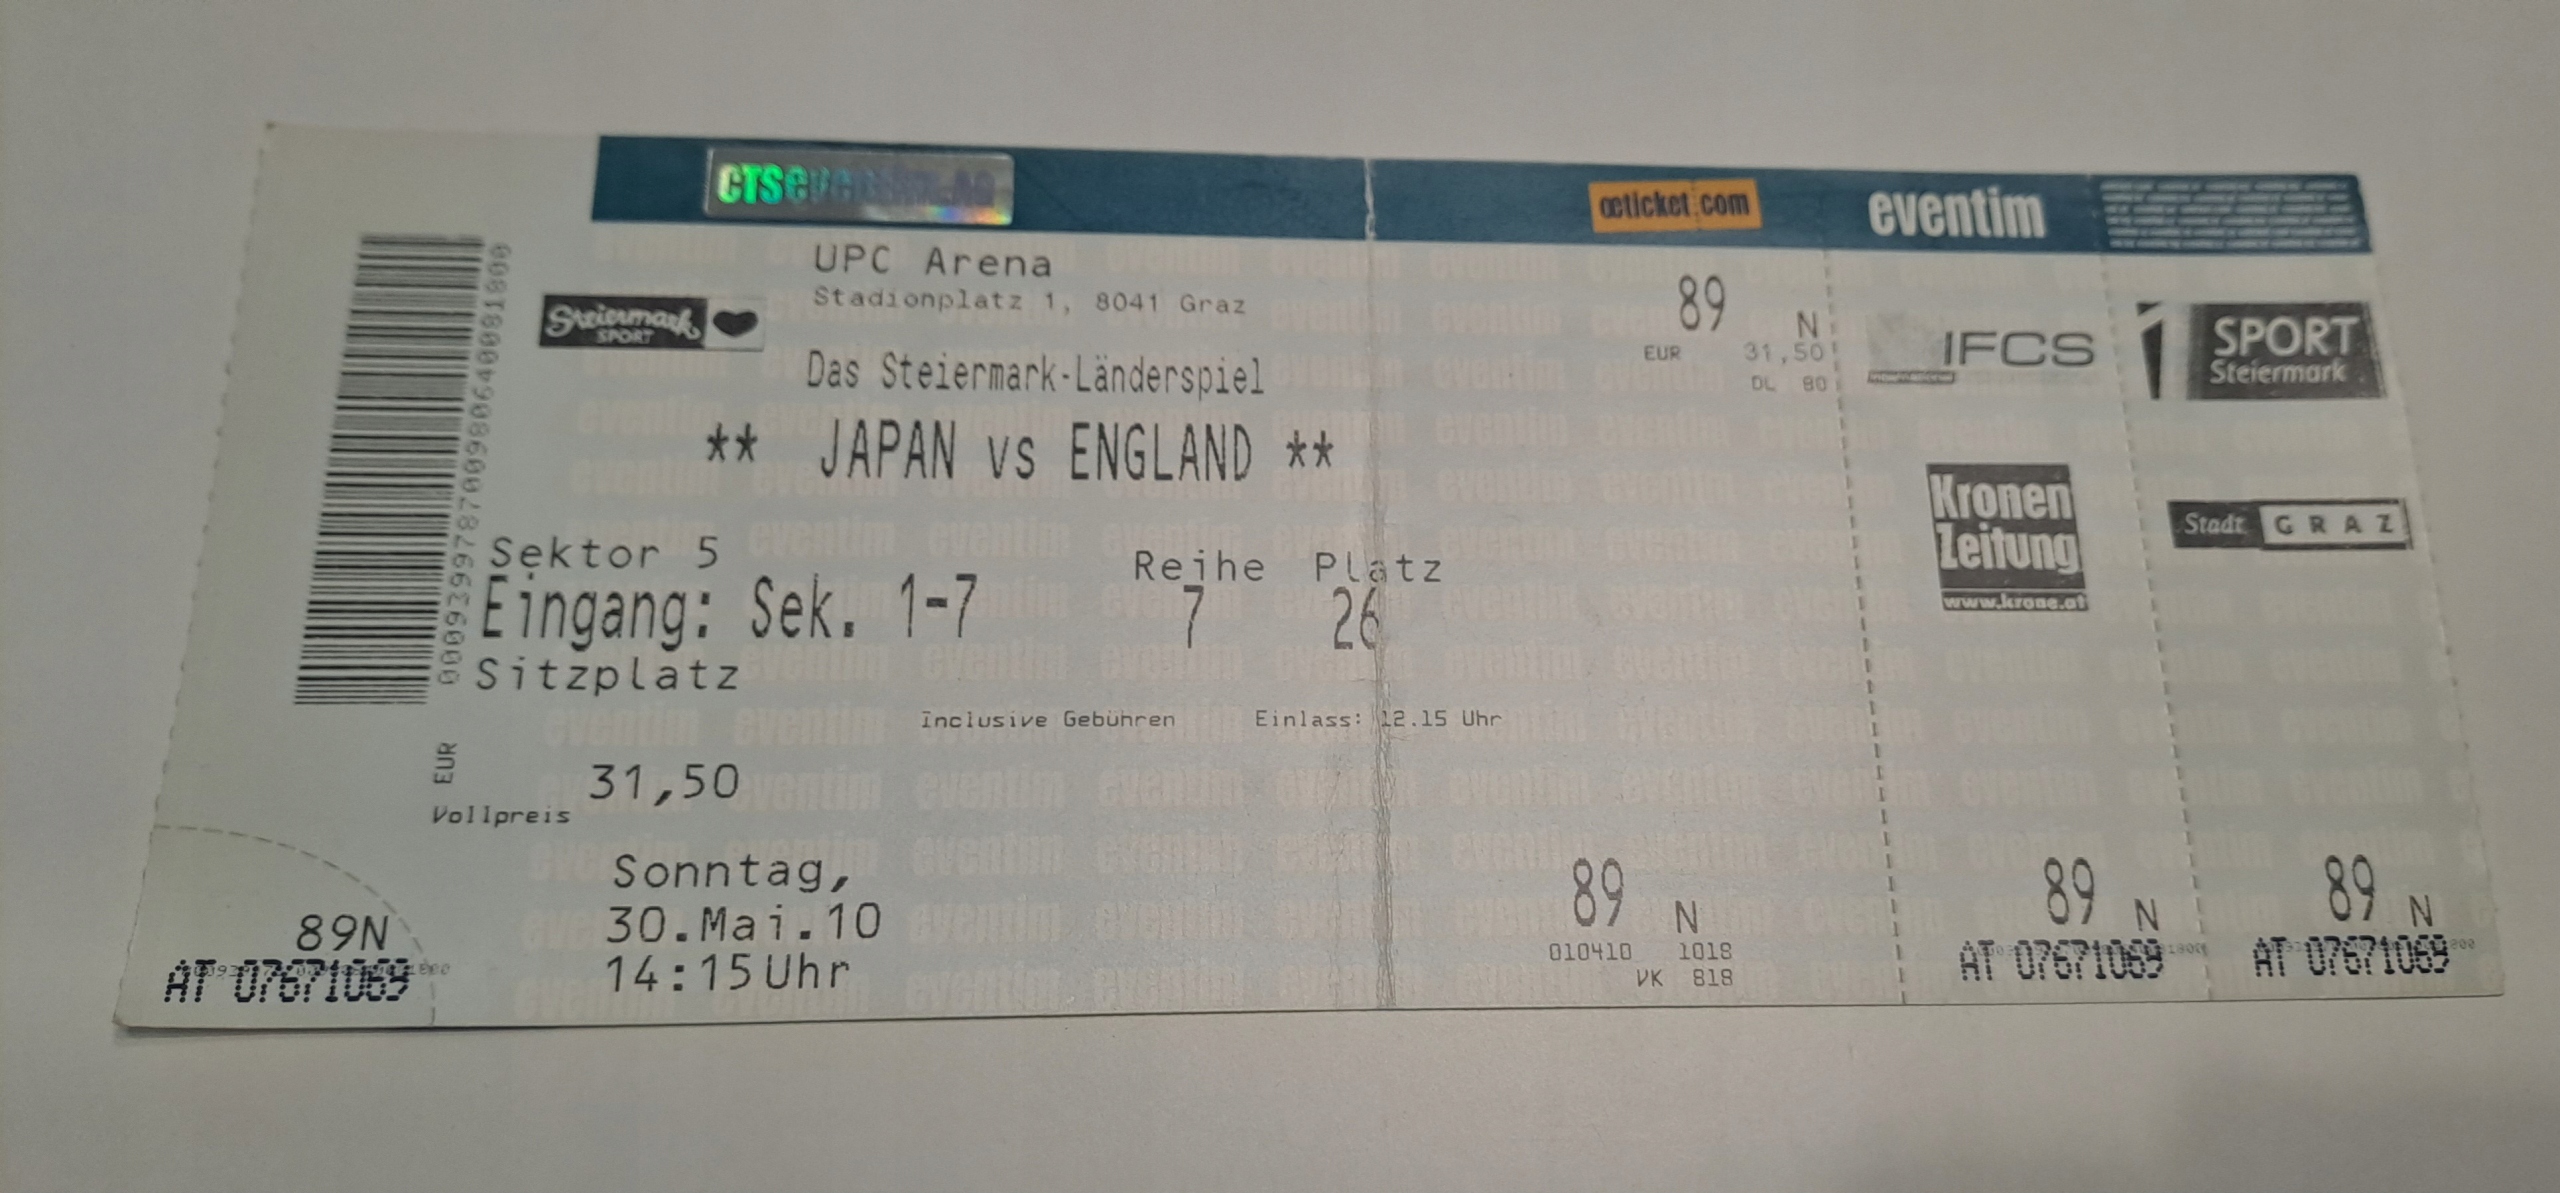 CTSeventim.AG
œticket.com
eventim
UPC Arena
Stadionplatz 1, 8041 Graz
Steiermark
SPORT
89
N
EUR 31,50
DL 80
IFCS
SPORT
Steiermark
Das Steiermark-Länderspiel
** JAPAN vs ENGLAND **
Kronen
Zeitung
www.krone.at
Stadt GRAZ
Sektor 5
Reihe Platz
Eingang: Sek. 1-7
7 26
Sitzplatz
Inclusive Gebühren Einlass: 12.15 Uhr
EUR 31,50
Vollpreis
Sonntag,
30.Mai.10
14:15Uhr
89N
AT 07671069
89 N
010410 1018
VK 818
89 N
AT 07671069
89 N
AT 07671069